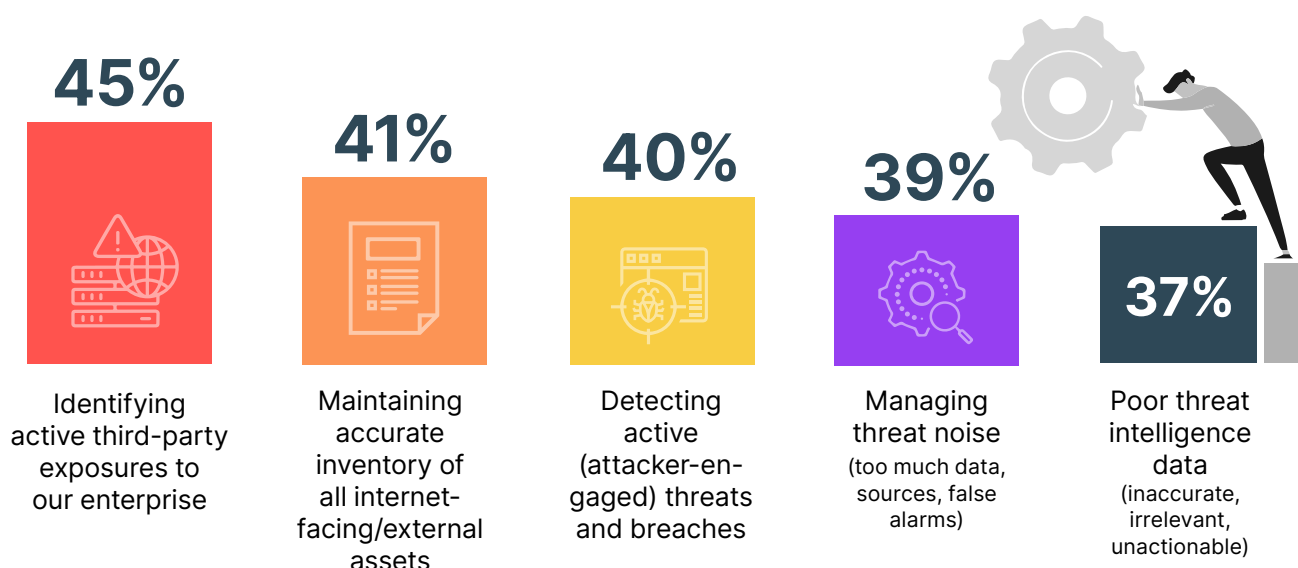 45%
Identifying
active third-party
exposures to
our enterprise
41%
Maintaining
accurate
inventory of
all internet-
facing/external
assets
40%
Detecting
active
(attacker-en-
gaged) threats
and breaches
39%
Managing
threat noise
(too much data,
sources, false
alarms)
37%
Poor threat
intelligence
data
(inaccurate,
irrelevant,
unactionable)